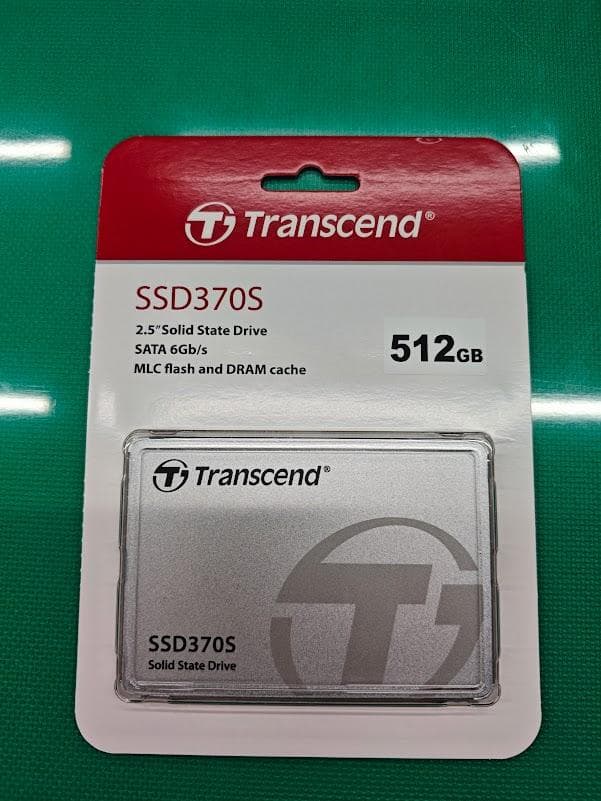 Transcend®
SSD370S
2.5" Solid State Drive
SATA 6Gb/s
MLC flash and DRAM cache
512GB
Transcend®
SSD370S
Solid State Drive